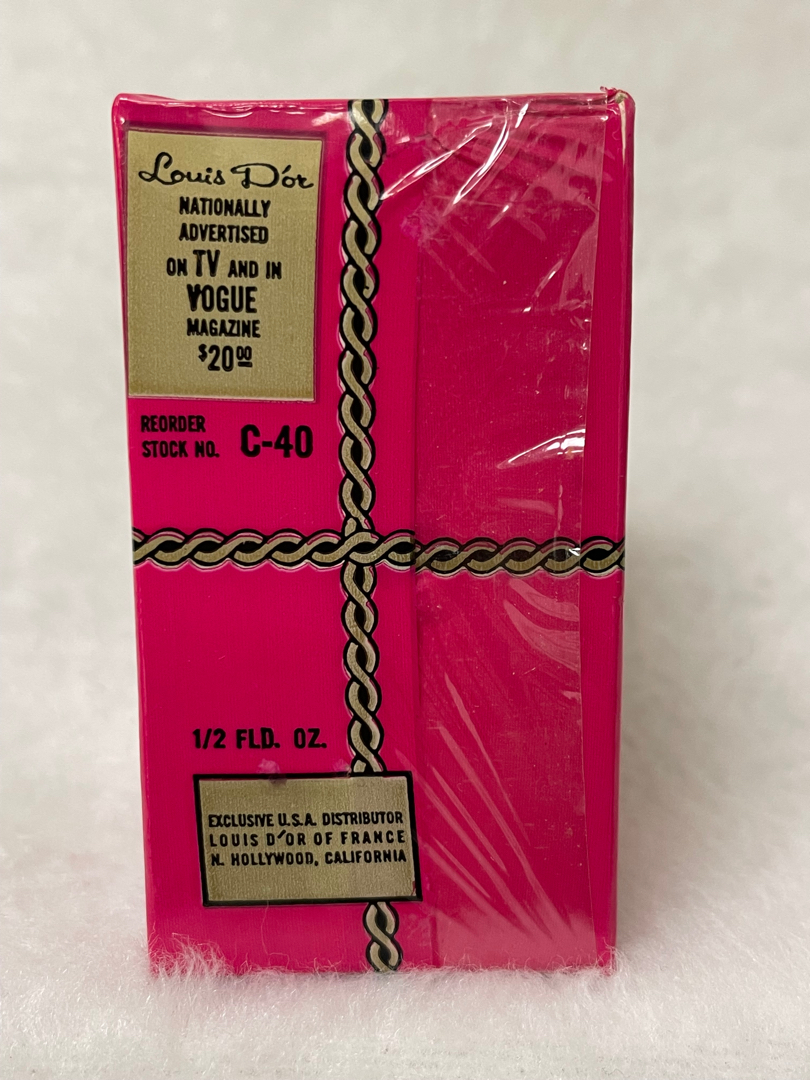 Louis D'or
NATIONALLY
ADVERTISED
ON TV AND IN
VOGUE
MAGAZINE
$20 00
REORDER
STOCK NO. C-40
1/2 FLD. OZ.
EXCLUSIVE U.S.A. DISTRIBUTOR
LOUIS D'OR OF FRANCE
N. HOLLYWOOD, CALIFORNIA